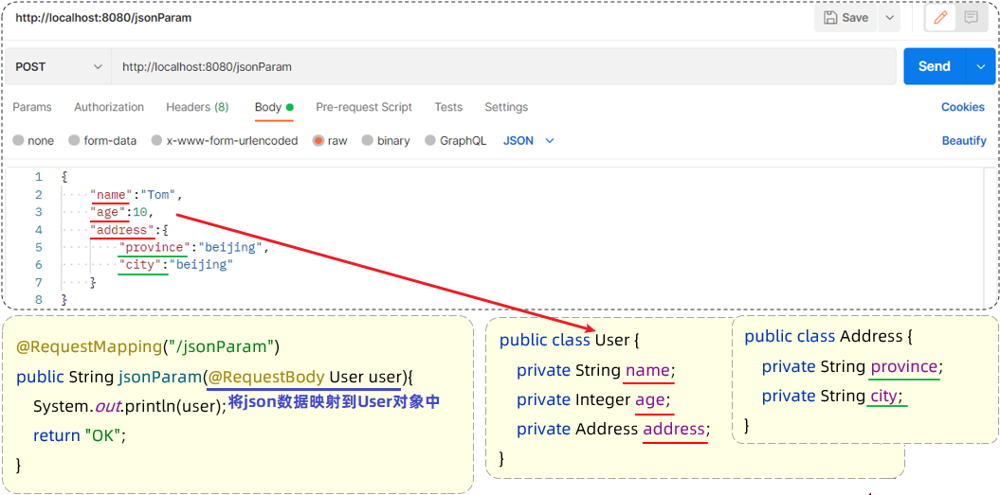 http://localhost:8080/jsonParam
Save
POST
http://localhost:8080/jsonParam
Send
Params Authorization Headers (8) Body Pre-request Script Tests Settings Cookies
none form-data x-www-form-urlencoded raw binary GraphQL JSON Beautify
1 {
2 "name":"Tom",
3 "age":10,
4 "address":{
5 "province":"beijing",
6 "city":"beijing"
7 }
8 }
@RequestMapping("/jsonParam")
public String jsonParam(@RequestBody User user){
System.out.println(user);将json数据映射到User对象中
return "OK";
}
public class User {
private String name;
private Integer age;
private Address address;
}
public class Address {
private String province;
private String city;
}